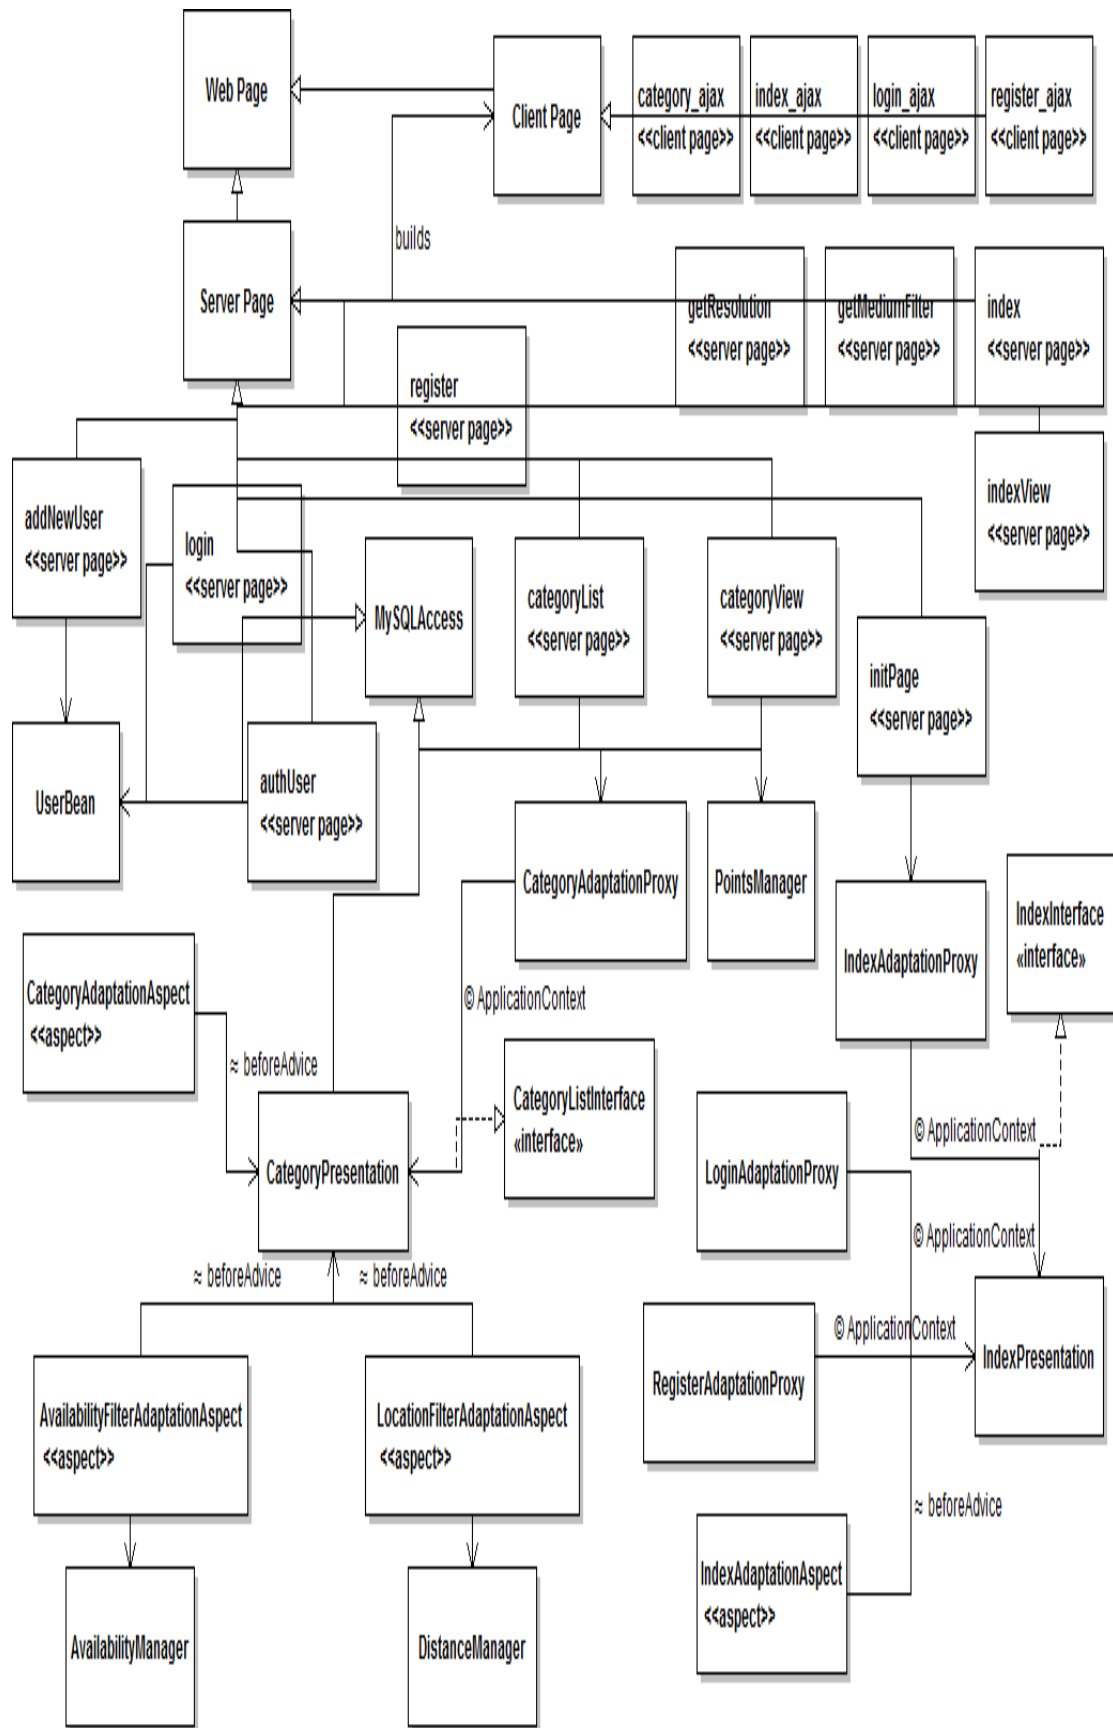 Web Page
Client Page
category_ajax
<<client page>>
index_ajax
<<client page>>
login_ajax
<<client page>>
register_ajax
<<client page>>
builds
Server Page
getResolution
<<server page>>
getMediumFilter
<<server page>>
index
<<server page>>
register
<<server page>>
indexView
<<server page>>
addNewUser
<<server page>>
login
<<server page>>
MySQLAccess
categoryList
<<server page>>
categoryView
<<server page>>
initPage
<<server page>>
UserBean
authUser
<<server page>>
CategoryAdaptationProxy
PointsManager
IndexAdaptationProxy
IndexInterface
«interface»
CategoryAdaptationAspect
<<aspect>>
© ApplicationContext
≈ beforeAdvice
CategoryListInterface
«interface»
CategoryPresentation
© ApplicationContext
LoginAdaptationProxy
© ApplicationContext
≈ beforeAdvice
≈ beforeAdvice
© ApplicationContext
IndexPresentation
RegisterAdaptationProxy
AvailabilityFilterAdaptationAspect
<<aspect>>
LocationFilterAdaptationAspect
<<aspect>>
≈ beforeAdvice
IndexAdaptationAspect
<<aspect>>
AvailabilityManager
DistanceManager